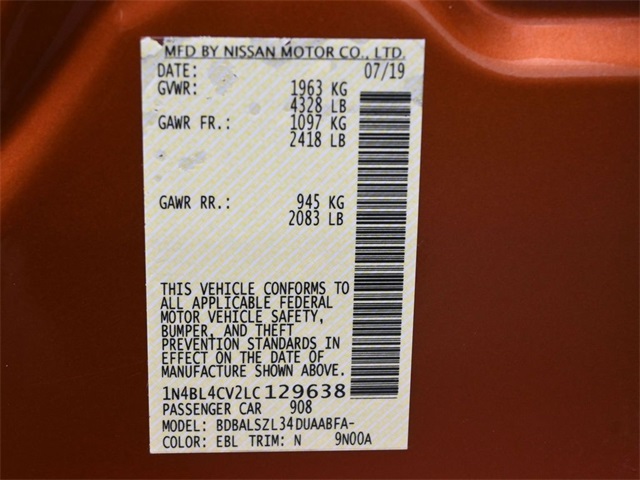 MFD BY NISSAN MOTOR CO., LTD.
DATE: 07/19
GVWR: 1963 KG
4328 LB
GAWR FR.: 1097 KG
2418 LB
GAWR RR.: 945 KG
2083 LB
THIS VEHICLE CONFORMS TO
ALL APPLICABLE FEDERAL
MOTOR VEHICLE SAFETY,
BUMPER, AND THEFT
PREVENTION STANDARDS IN
EFFECT ON THE DATE OF
MANUFACTURE SHOWN ABOVE.
1N4BL4CV2LC129638
PASSENGER CAR 908
MODEL: BDBALSZL34DUAABFA-
COLOR: EBL TRIM: N 9N00A